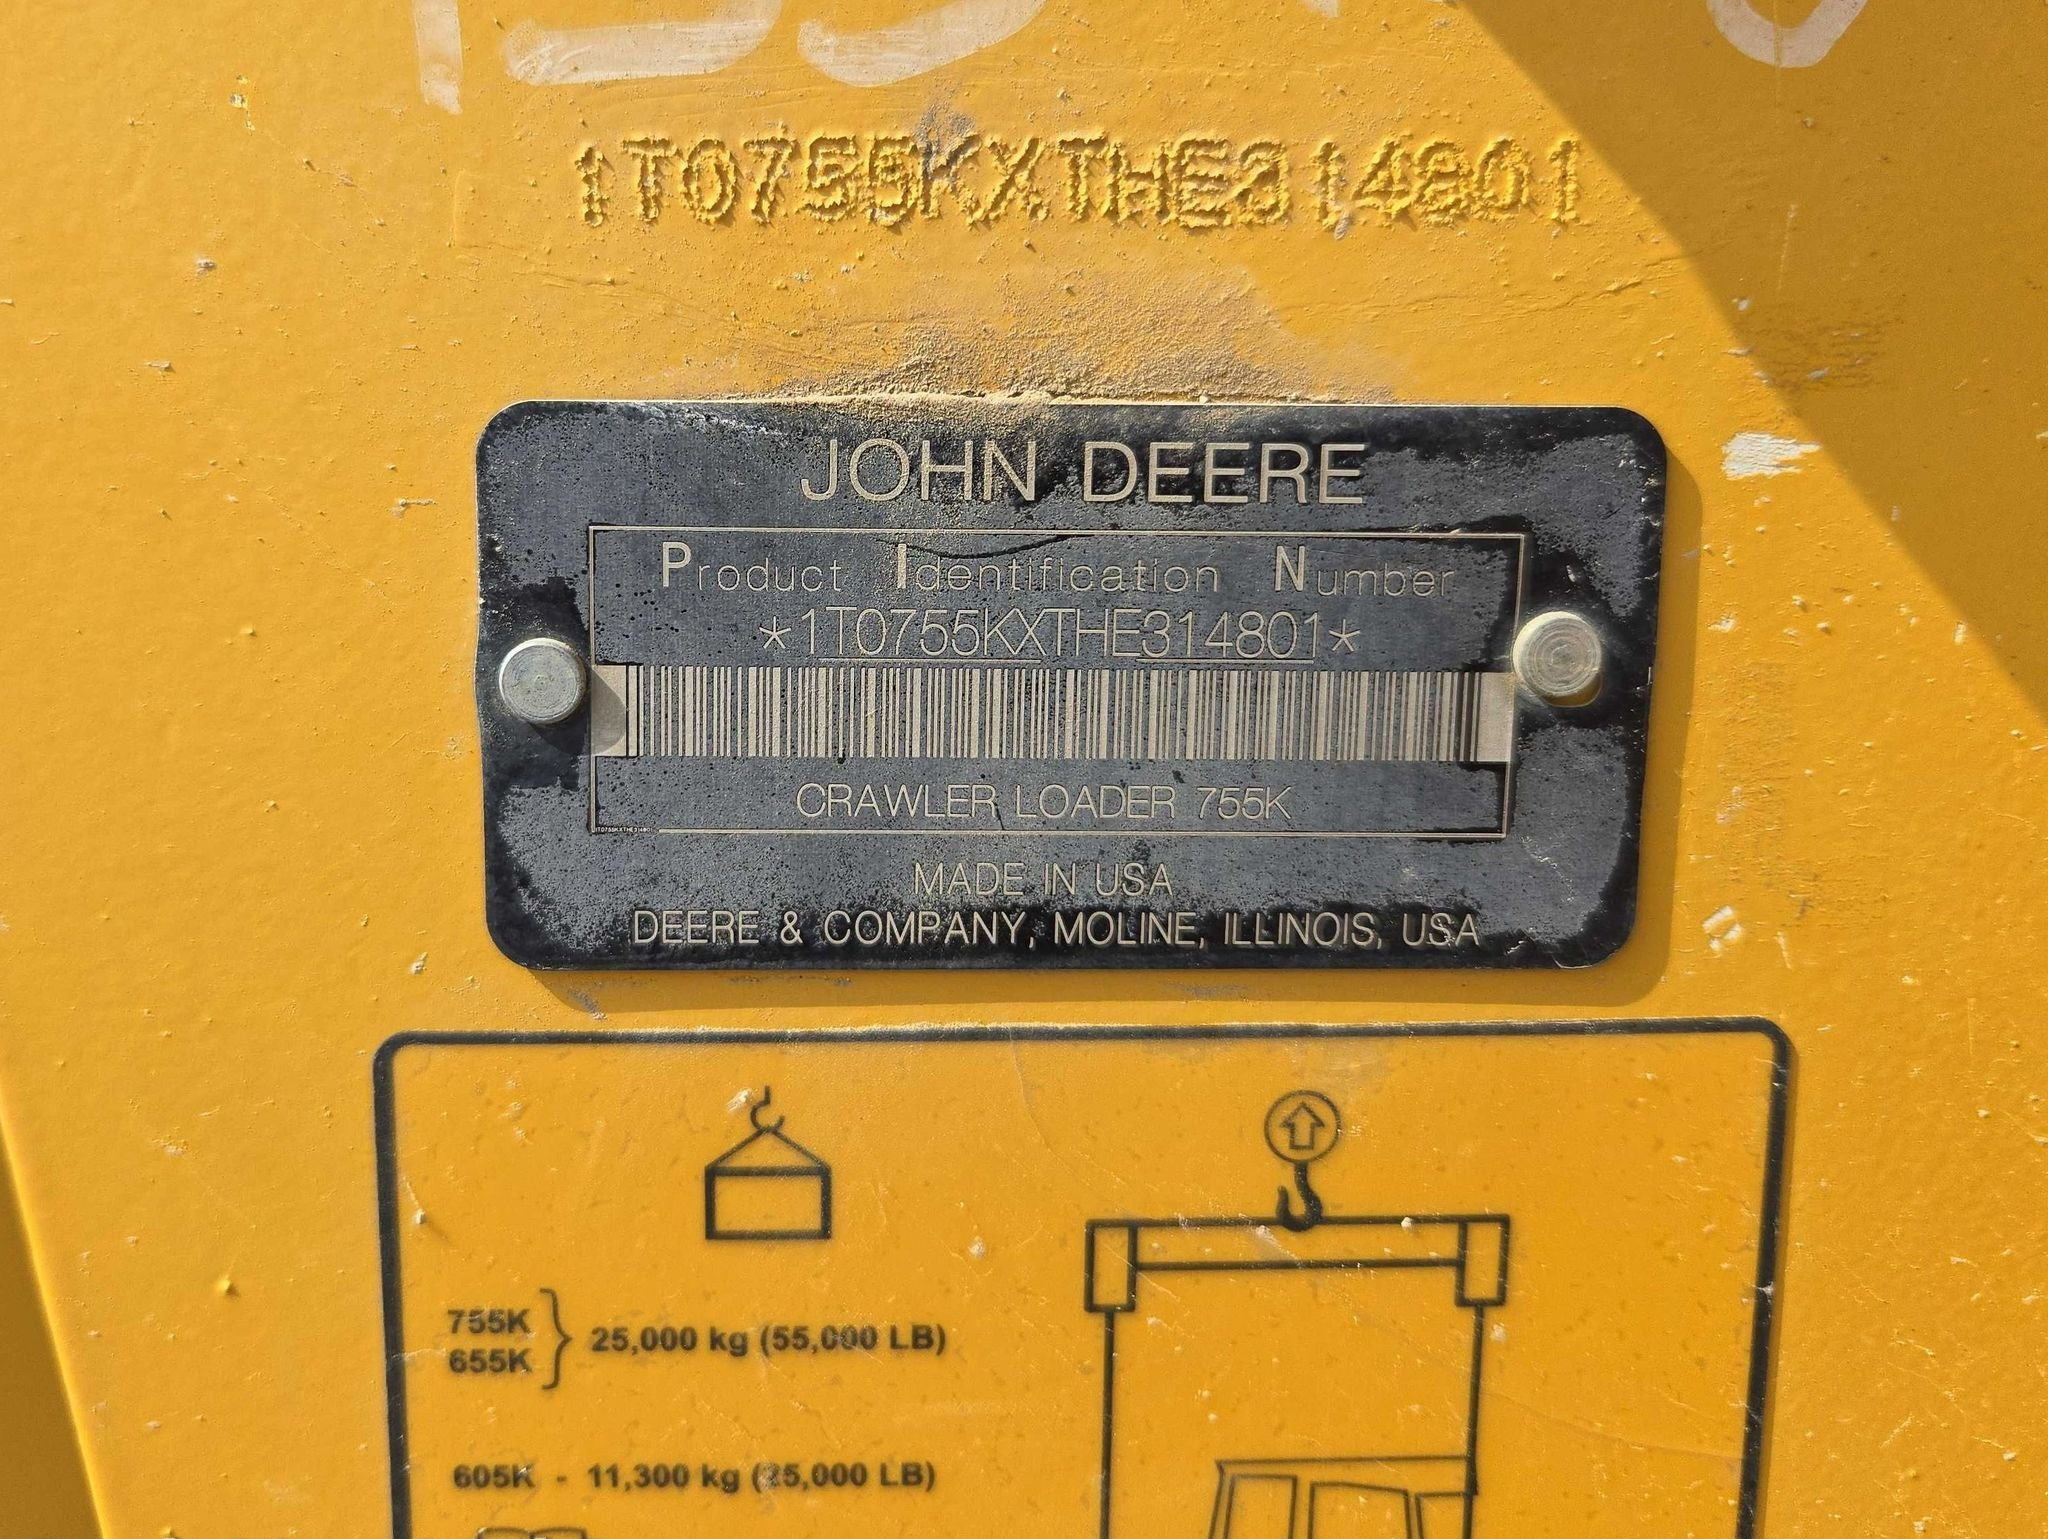 1T0755KXTHE314801
JOHN DEERE
Product Identification Number
*1T0755KXTHE314801*
CRAWLER LOADER 755K
1T0755KXTHE314801
MADE IN USA
DEERE & COMPANY, MOLINE, ILLINOIS, USA
755K
655K
25,000 kg (55,000 LB)
605K - 11,300 kg (25,000 LB)